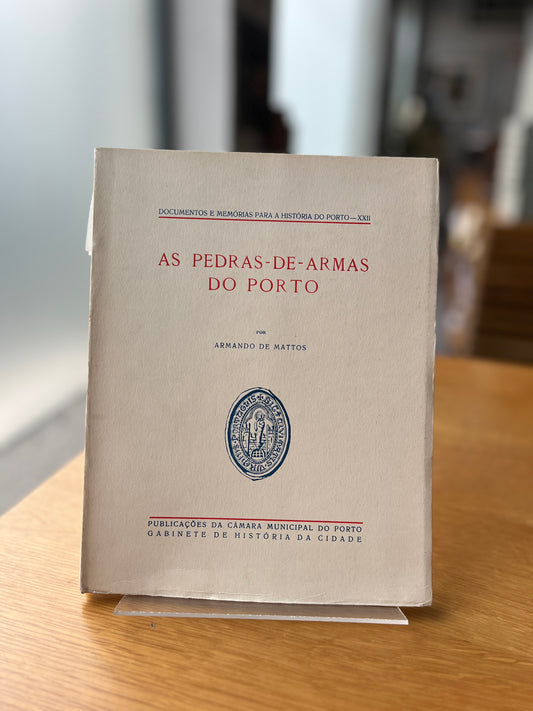 DOCUMENTOS E MEMÓRIAS PARA A HISTÓRIA DO PORTO—XXII
AS PEDRAS-DE-ARMAS
DO PORTO
POR
ARMANDO DE MATTOS
PUBLICAÇÕES DA CÂMARA MUNICIPAL DO PORTO
GABINETE DE HISTÓRIA DA CIDADE